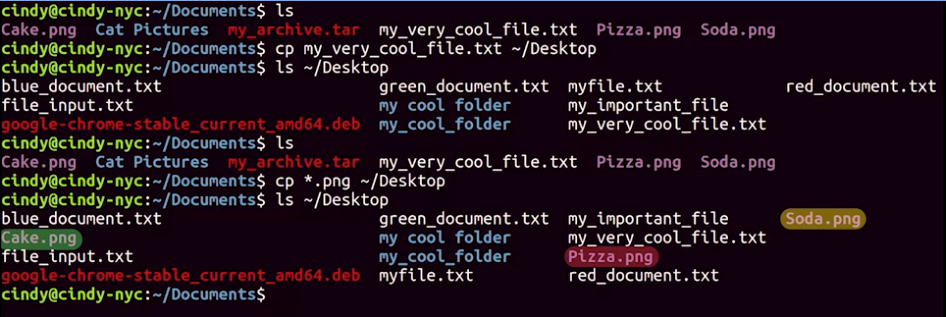 cindy@cindy-nyc:~/Documents$ ls
Cake.png  Cat Pictures  my_archive.tar  my_very_cool_file.txt  Pizza.png  Soda.png
cindy@cindy-nyc:~/Documents$ cp my_very_cool_file.txt ~/Desktop
cindy@cindy-nyc:~/Documents$ ls ~/Desktop
blue_document.txt  green_document.txt  myfile.txt  red_document.txt
file_input.txt  my cool folder  my_important_file
google-chrome-stable_current_amd64.deb  my_cool_folder  my_very_cool_file.txt
cindy@cindy-nyc:~/Documents$ ls
Cake.png  Cat Pictures  my_archive.tar  my_very_cool_file.txt  Pizza.png  Soda.png
cindy@cindy-nyc:~/Documents$ cp *.png ~/Desktop
cindy@cindy-nyc:~/Documents$ ls ~/Desktop
blue_document.txt  green_document.txt  my_important_file  Soda.png
Cake.png  my cool folder  my_very_cool_file.txt
file_input.txt  my_cool_folder  Pizza.png
google-chrome-stable_current_amd64.deb  myfile.txt  red_document.txt
cindy@cindy-nyc:~/Documents$